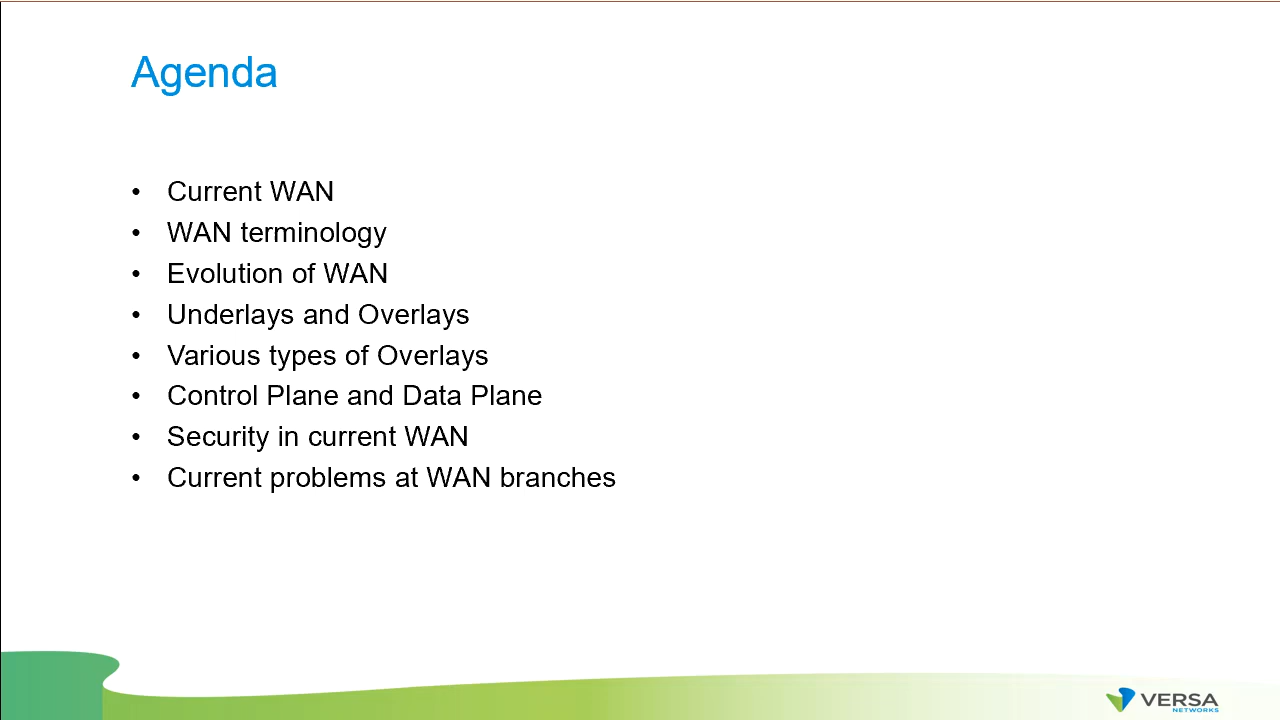 Agenda
• Current WAN
• WAN terminology
• Evolution of WAN
• Underlays and Overlays
• Various types of Overlays
• Control Plane and Data Plane
• Security in current WAN
• Current problems at WAN branches
VERSA
NETWORKS